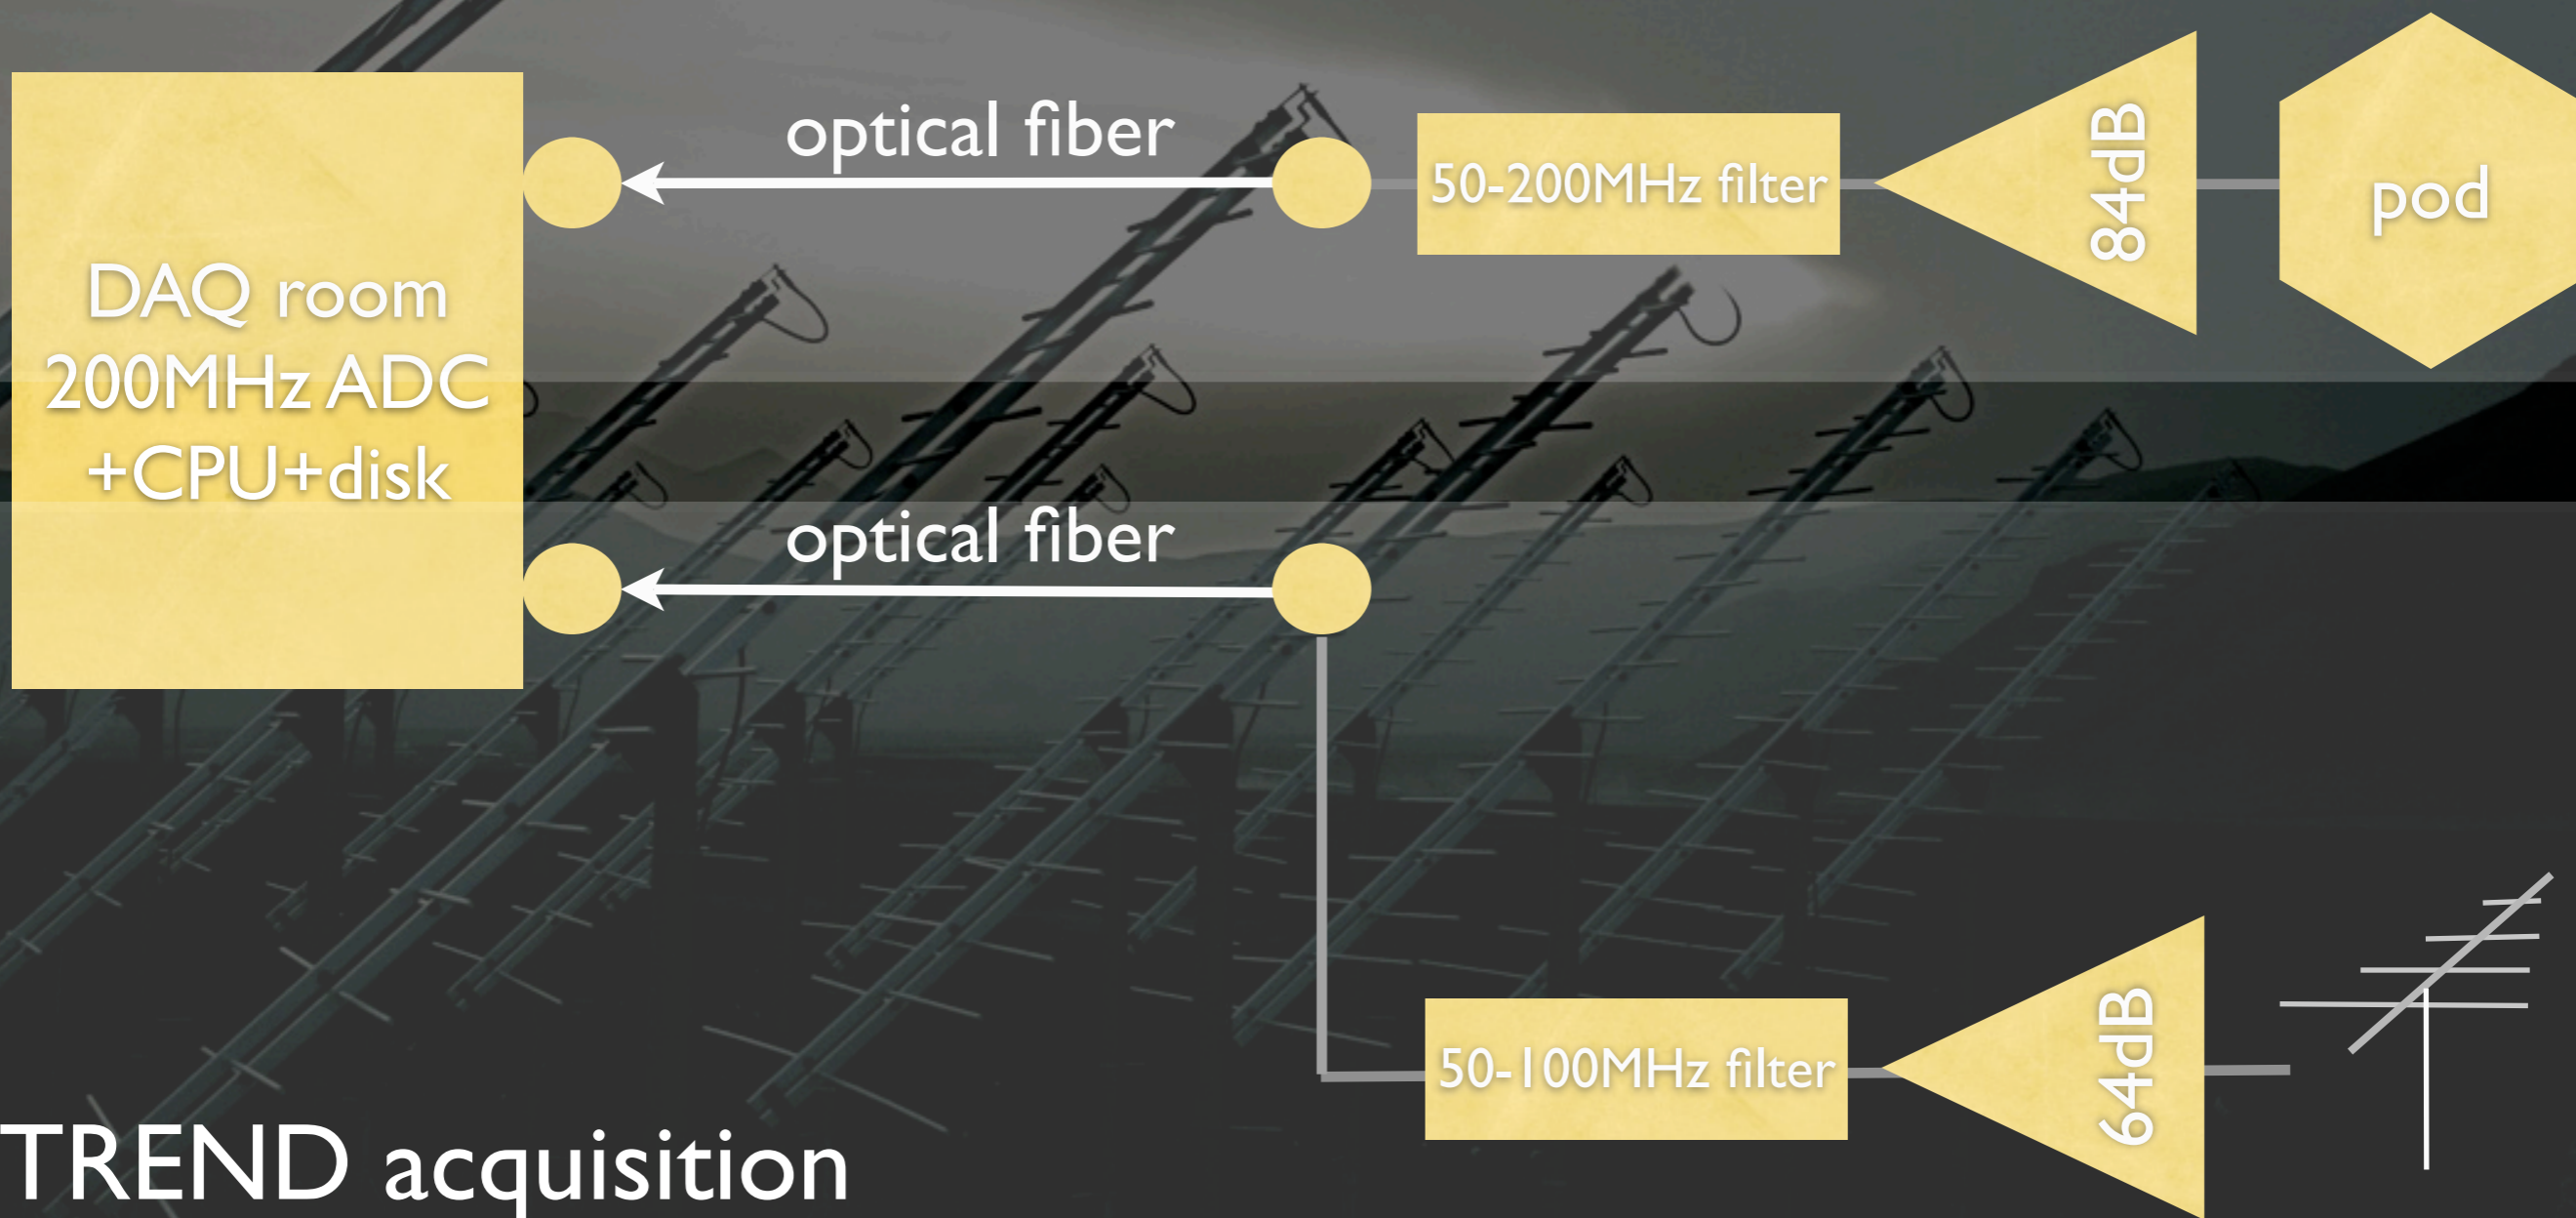 optical fiber
50-200MHz filter
84dB
pod
DAQ room
200MHz ADC
+CPU+disk
optical fiber
50-100MHz filter
64dB
TREND acquisition